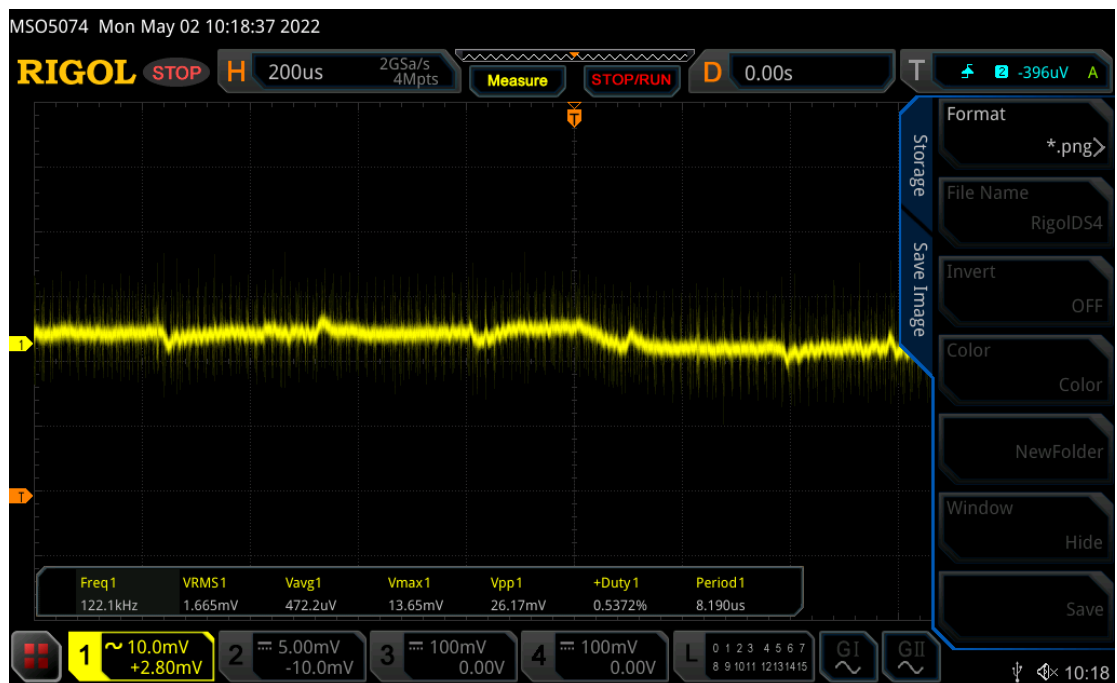 MSO5074 Mon May 02 10:18:37 2022
RIGOL STOP H 200us 2GSa/s 4Mpts Measure STOP/RUN D 0.00s T 2 -396uV A
T
Storage
Save Image
Format
*.png
File Name
RigolDS4
Invert
OFF
Color
Color
NewFolder
Window
Hide
Save
1
T
Freq1 VRMS1 Vavg1 Vmax1 Vpp1 +Duty1 Period1
122.1kHz 1.665mV 472.2uV 13.65mV 26.17mV 0.5372% 8.190us
1 10.0mV +2.80mV
2 5.00mV -10.0mV
3 100mV 0.00V
4 100mV 0.00V
L 0 1 2 3 4 5 6 7
8 9 10 11 12 13 14 15
GI
GII
10:18